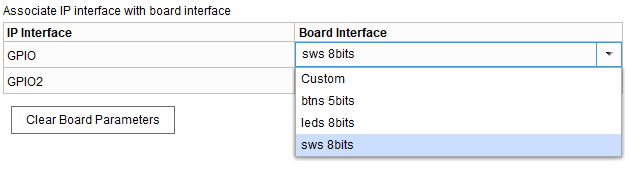 Associate IP interface with board interface
IP Interface Board Interface
GPIO sws 8bits
GPIO2
Custom
btns 5bits
leds 8bits
sws 8bits
Clear Board Parameters